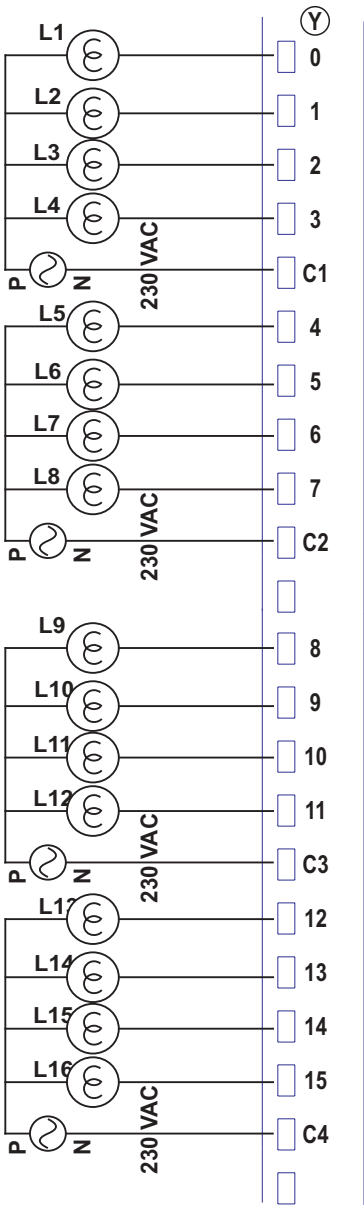 Y
L1 0
L2 1
L3 2
L4 3
P N 230 VAC C1
L5 4
L6 5
L7 6
L8 7
P N 230 VAC C2
L9 8
L10 9
L11 10
L12 11
P N 230 VAC C3
L13 12
L14 13
L15 14
L16 15
P N 230 VAC C4